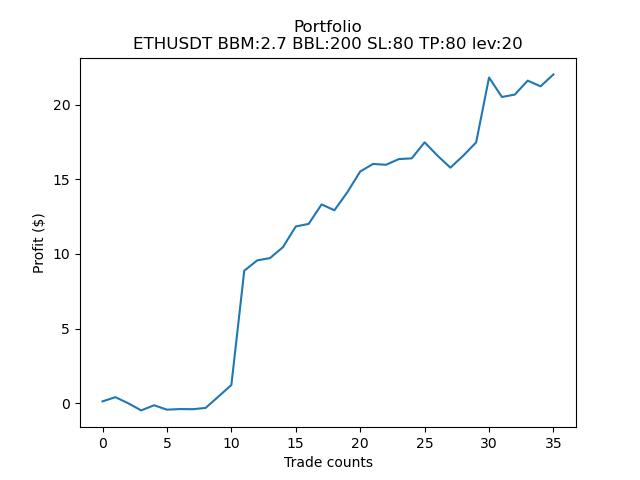 Portfolio
ETHUSDT BBM:2.7 BBL:200 SL:80 TP:80 lev:20
20
15
10
5
0
Profit ($)
0 5 10 15 20 25 30 35
Trade counts